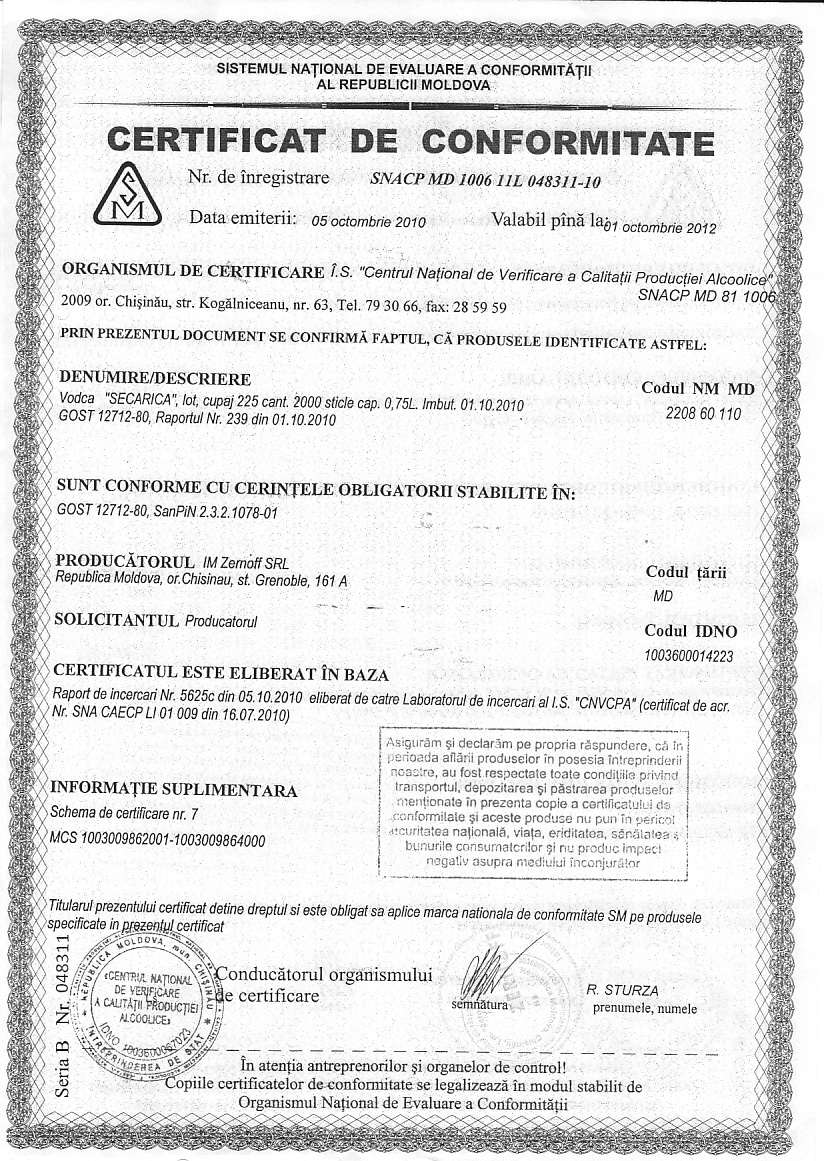 SISTEMUL NAȚIONAL DE EVALUARE A CONFORMITĂȚII
AL REPUBLICII MOLDOVA
CERTIFICAT DE CONFORMITATE
SM
Nr. de înregistrare SNACP MD 1006 11L 048311-10
Data emiterii: 05 octombrie 2010 Valabil pînă la: 01 octombrie 2012
ORGANISMUL DE CERTIFICARE Î.S. "Centrul Național de Verificare a Calitații Producției Alcoolice"
SNACP MD 81 1006
2009 or. Chișinău, str. Kogălniceanu, nr. 63, Tel. 79 30 66, fax: 28 59 59
PRIN PREZENTUL DOCUMENT SE CONFIRMĂ FAPTUL, CĂ PRODUSELE IDENTIFICATE ASTFEL:
DENUMIRE/DESCRIERE
Codul NM MD
Vodca "SECARICA", lot, cupaj 225 cant. 2000 sticle cap. 0,75L. Imbut. 01.10.2010
2208 60 110
GOST 12712-80, Raportul Nr. 239 din 01.10.2010
SUNT CONFORME CU CERINȚELE OBLIGATORII STABILITE ÎN:
GOST 12712-80, SanPiN 2.3.2.1078-01
PRODUCĂTORUL IM Zernoff SRL
Republica Moldova, or.Chisinau, st. Grenoble, 161 A
Codul țării
MD
SOLICITANTUL Producatorul
Codul IDNO
1003600014223
CERTIFICATUL ESTE ELIBERAT ÎN BAZA
Raport de incercari Nr. 5625c din 05.10.2010 eliberat de catre Laboratorul de incercari al I.S. "CNVCPA" (certificat de acr.
Nr. SNA CAECP LI 01 009 din 16.07.2010)
Asigurăm și declarăm pe propria răspundere, că în
perioada aflării produselor în posesia întreprinderii
noastre, au fost respectate toate condițiile privind
transportul, depozitarea și păstrarea produselor
menționate în prezenta copie a certificatului de
conformitate și aceste produse nu pun în pericol
securitatea națională, viața, eriditatea, sănătatea și
bunurile consumatorilor și nu produc impact
negativ asupra mediului înconjurător
INFORMAȚIE SUPLIMENTARA
Schema de certificare nr. 7
MCS 1003009862001-1003009864000
Titularul prezentului certificat detine dreptul si este obligat sa aplice marca nationala de conformitate SM pe produsele
specificate in prezentul certificat
Seria B Nr. 048311
REPUBLICA MOLDOVA, mun. CHIȘINĂU
ÎNTREPRINDEREA DE STAT
«CENTRUL NAȚIONAL
DE VERIFICARE
A CALITĂȚII PRODUCȚIEI
ALCOOLICE»
IDNO 1003600067023
Conducătorul organismului
de certificare
semnătura
R. STURZA
prenumele, numele
În atenția antreprenorilor și organelor de control!
Copiile certificatelor de conformitate se legalizează în modul stabilit de
Organismul Național de Evaluare a Conformității